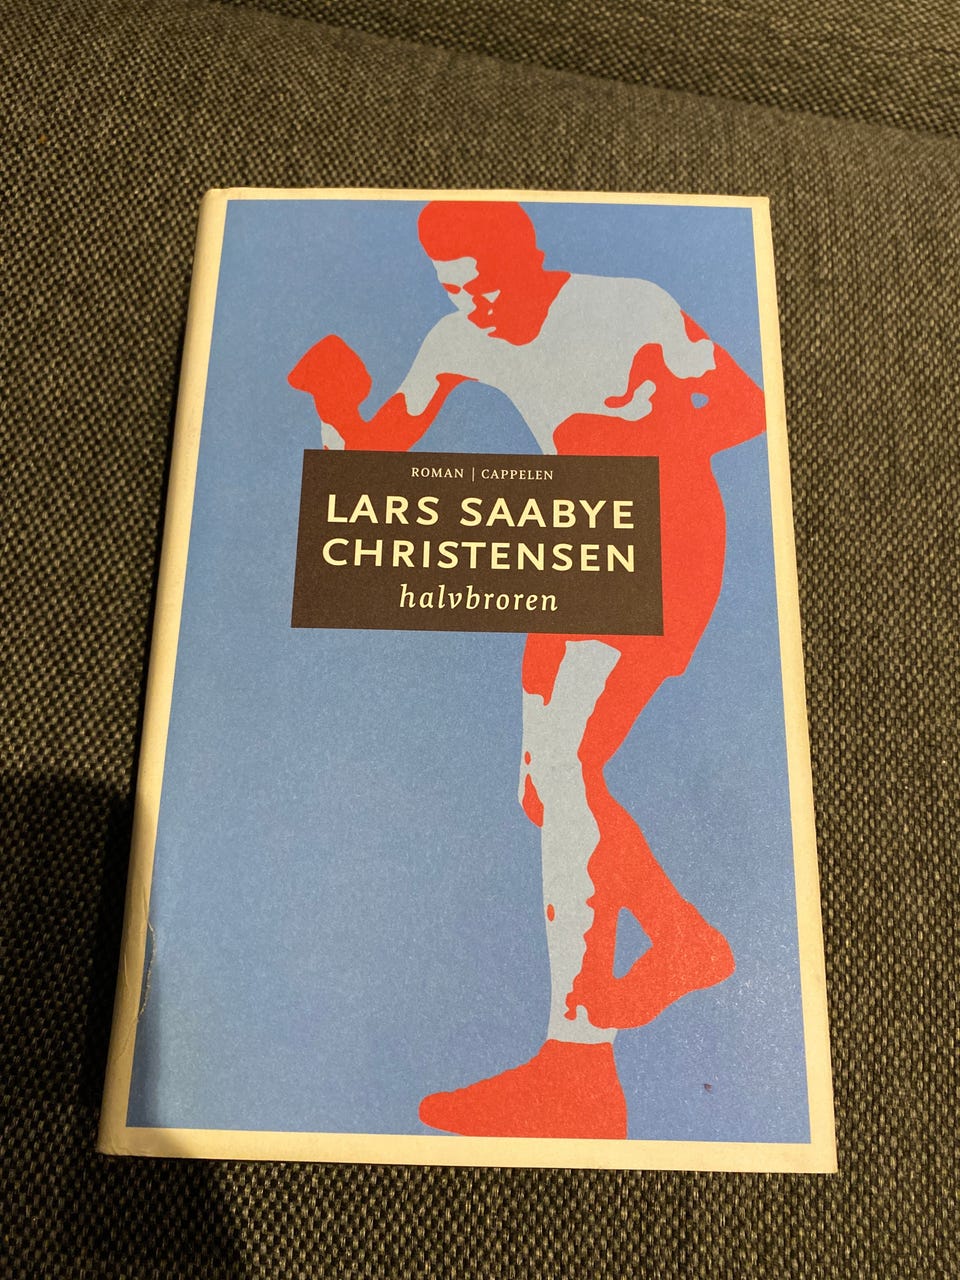 ROMAN | CAPPELEN
LARS SAABYE
CHRISTENSEN
halvbroren